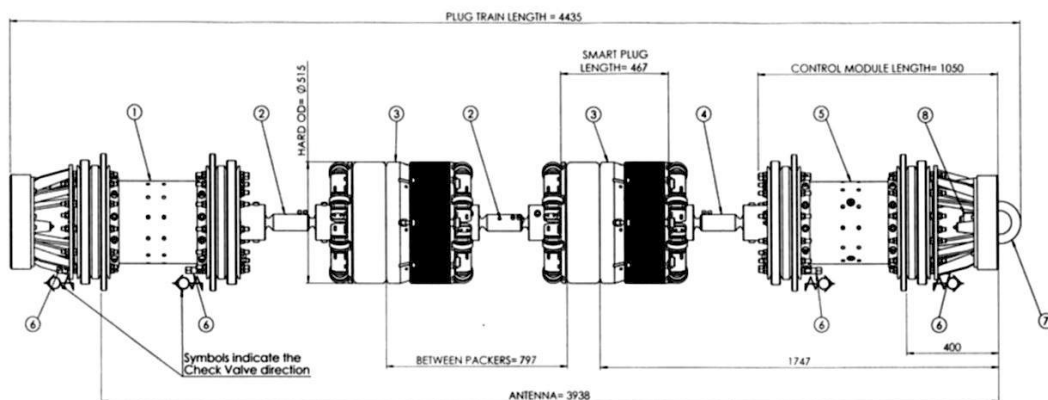 PLUG TRAIN LENGTH = 4435
SMART PLUG
LENGTH= 467
CONTROL MODULE LENGTH= 1050
HARD OD= Ø515
1
2
3
2
3
4
5
8
6
6
6
6
7
Symbols indicate the
Check Valve direction
BETWEEN PACKERS= 797
1747
400
ANTENNA= 3938